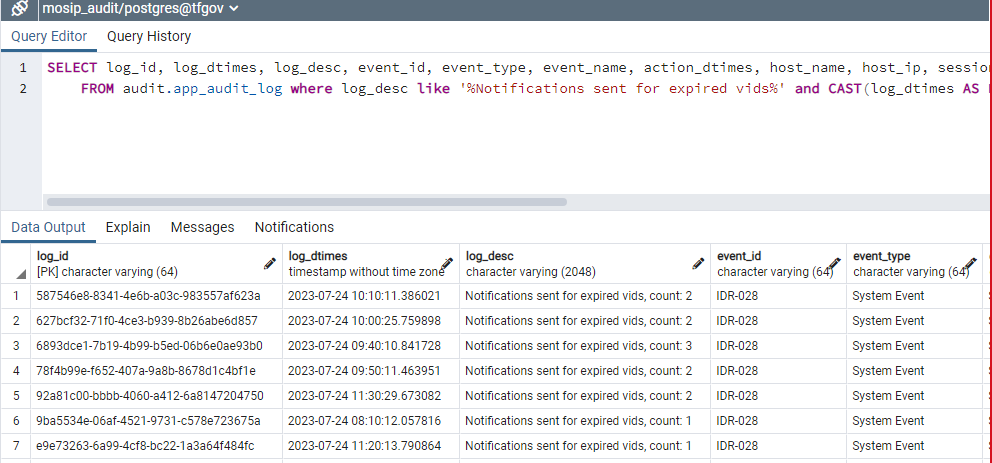 mosip_audit/postgres@tfgov
Query Editor Query History
1 SELECT log_id, log_dtimes, log_desc, event_id, event_type, event_name, action_dtimes, host_name, host_ip, session
2 FROM audit.app_audit_log where log_desc like '%Notifications sent for expired vids%' and CAST(log_dtimes AS
Data Output Explain Messages Notifications
log_id log_dtimes log_desc event_id event_type
[PK] character varying (64) timestamp without time zone character varying (2048) character varying (64) character varying (64)
1 587546e8-8341-4e6b-a03c-983557af623a 2023-07-24 10:10:11.386021 Notifications sent for expired vids, count: 2 IDR-028 System Event
2 627bcf32-71f0-4ce3-b939-8b26abe6d857 2023-07-24 10:00:25.759898 Notifications sent for expired vids, count: 2 IDR-028 System Event
3 6893dce1-7b19-4b99-b5ed-06b6e0ae93b0 2023-07-24 09:40:10.841728 Notifications sent for expired vids, count: 3 IDR-028 System Event
4 78f4b99e-f652-407a-9a8b-8678d1c4bf1e 2023-07-24 09:50:11.463951 Notifications sent for expired vids, count: 2 IDR-028 System Event
5 92a81c00-bbbb-4060-a412-6a8147204750 2023-07-24 11:30:29.673082 Notifications sent for expired vids, count: 2 IDR-028 System Event
6 9ba5534e-06af-4521-9731-c578e723675a 2023-07-24 08:10:12.057816 Notifications sent for expired vids, count: 1 IDR-028 System Event
7 e9e73263-6a99-4cf8-bc22-1a3a64f484fc 2023-07-24 11:20:13.790864 Notifications sent for expired vids, count: 1 IDR-028 System Event